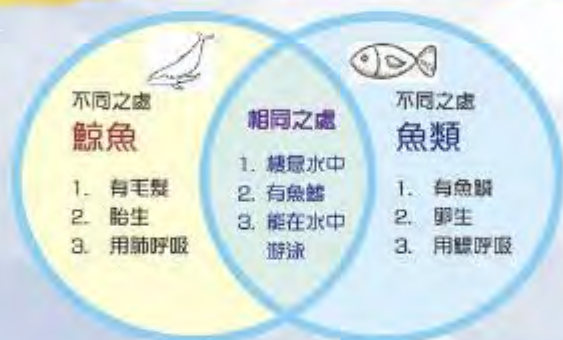 不同之處
鯨魚
1. 有毛髮
2. 胎生
3. 用肺呼吸
相同之處
1. 棲息水中
2. 有魚鰭
3. 能在水中
游泳
不同之處
魚類
1. 有魚鱗
2. 卵生
3. 用鰓呼吸